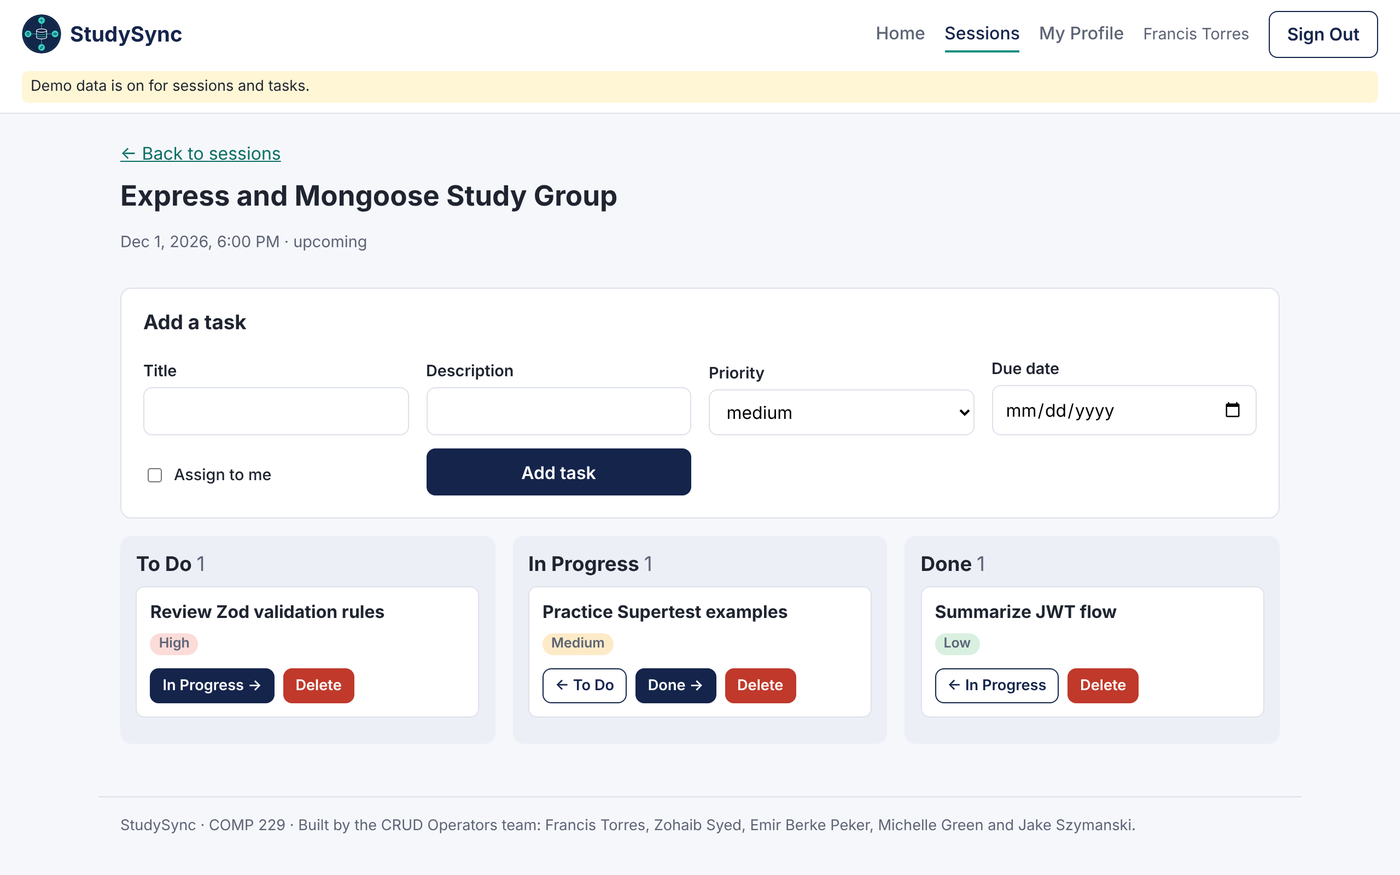 StudySync
Home Sessions My Profile Francis Torres Sign Out
Demo data is on for sessions and tasks.
← Back to sessions
Express and Mongoose Study Group
Dec 1, 2026, 6:00 PM · upcoming
Add a task
Title Description Priority Due date
medium mm/dd/yyyy
Assign to me Add task
To Do 1
Review Zod validation rules
High
In Progress → Delete
In Progress 1
Practice Supertest examples
Medium
← To Do Done → Delete
Done 1
Summarize JWT flow
Low
← In Progress Delete
StudySync · COMP 229 · Built by the CRUD Operators team: Francis Torres, Zohaib Syed, Emir Berke Peker, Michelle Green and Jake Szymanski.